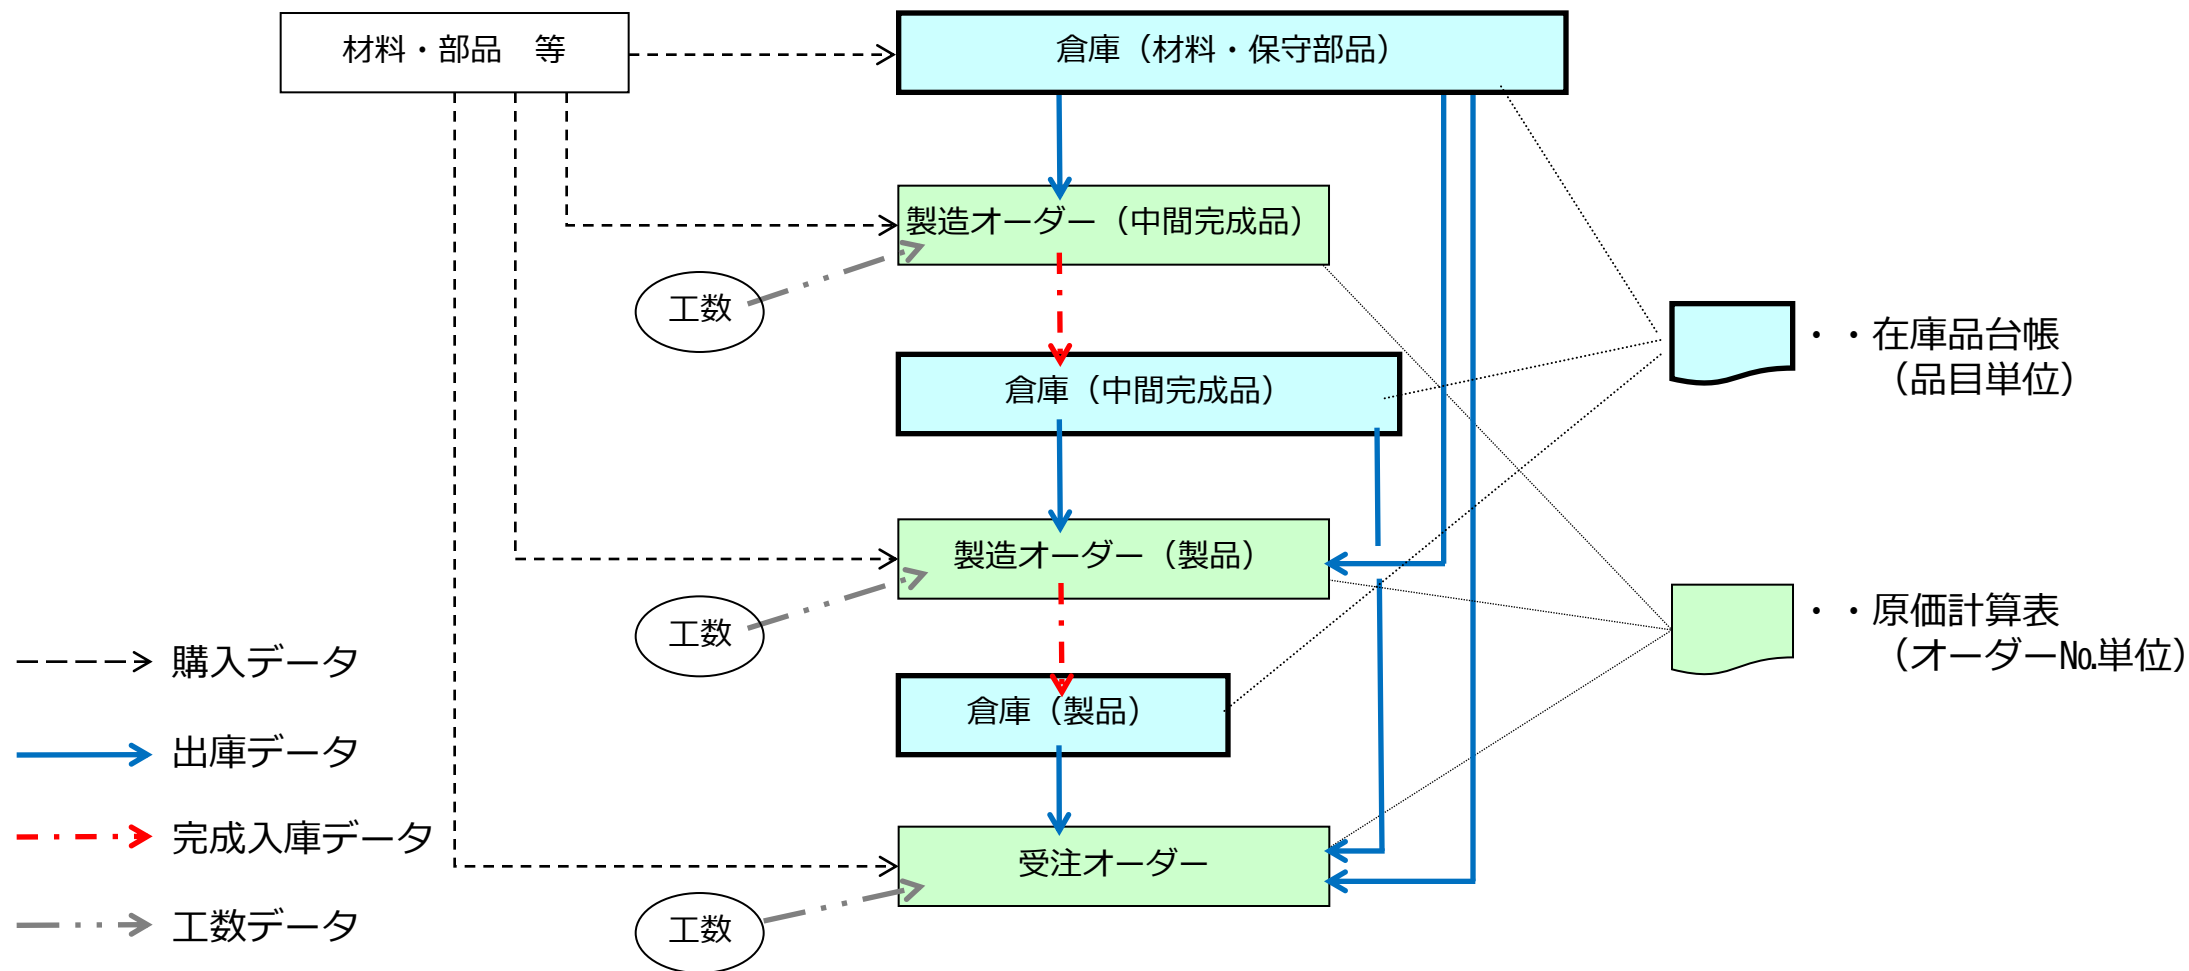 材料・部品　等
倉庫（材料・保守部品）
製造オーダー（中間完成品）
工数
倉庫（中間完成品）
・・在庫品台帳
（品目単位）
製造オーダー（製品）
工数
・・原価計算表
（オーダー№単位）
倉庫（製品）
受注オーダー
工数
購入データ
出庫データ
完成入庫データ
工数データ